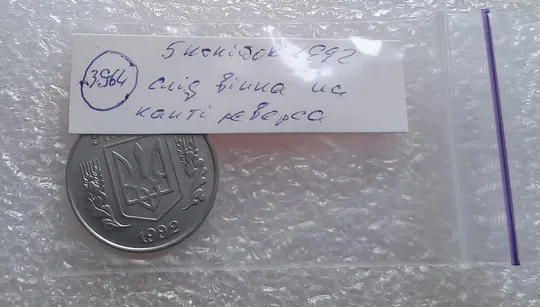 5 копійок 1992
3964
слід вінка на
канті реверса
1992